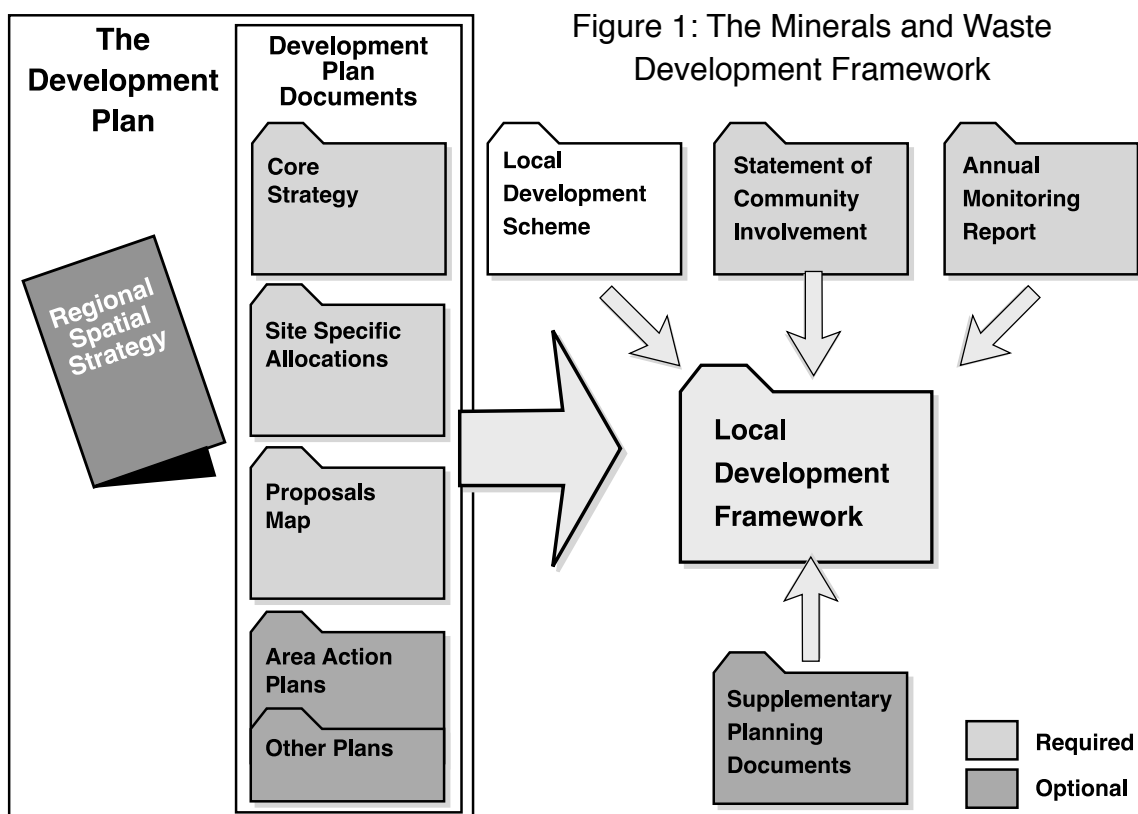 Figure 1: The Minerals and Waste
Development Framework
The
Development
Plan
Regional
Spatial
Strategy
Development
Plan
Documents
Core
Strategy
Site Specific
Allocations
Proposals
Map
Area Action
Plans
Other Plans
Local
Development
Scheme
Statement of
Community
Involvement
Annual
Monitoring
Report
Local
Development
Framework
Supplementary
Planning
Documents
Required
Optional